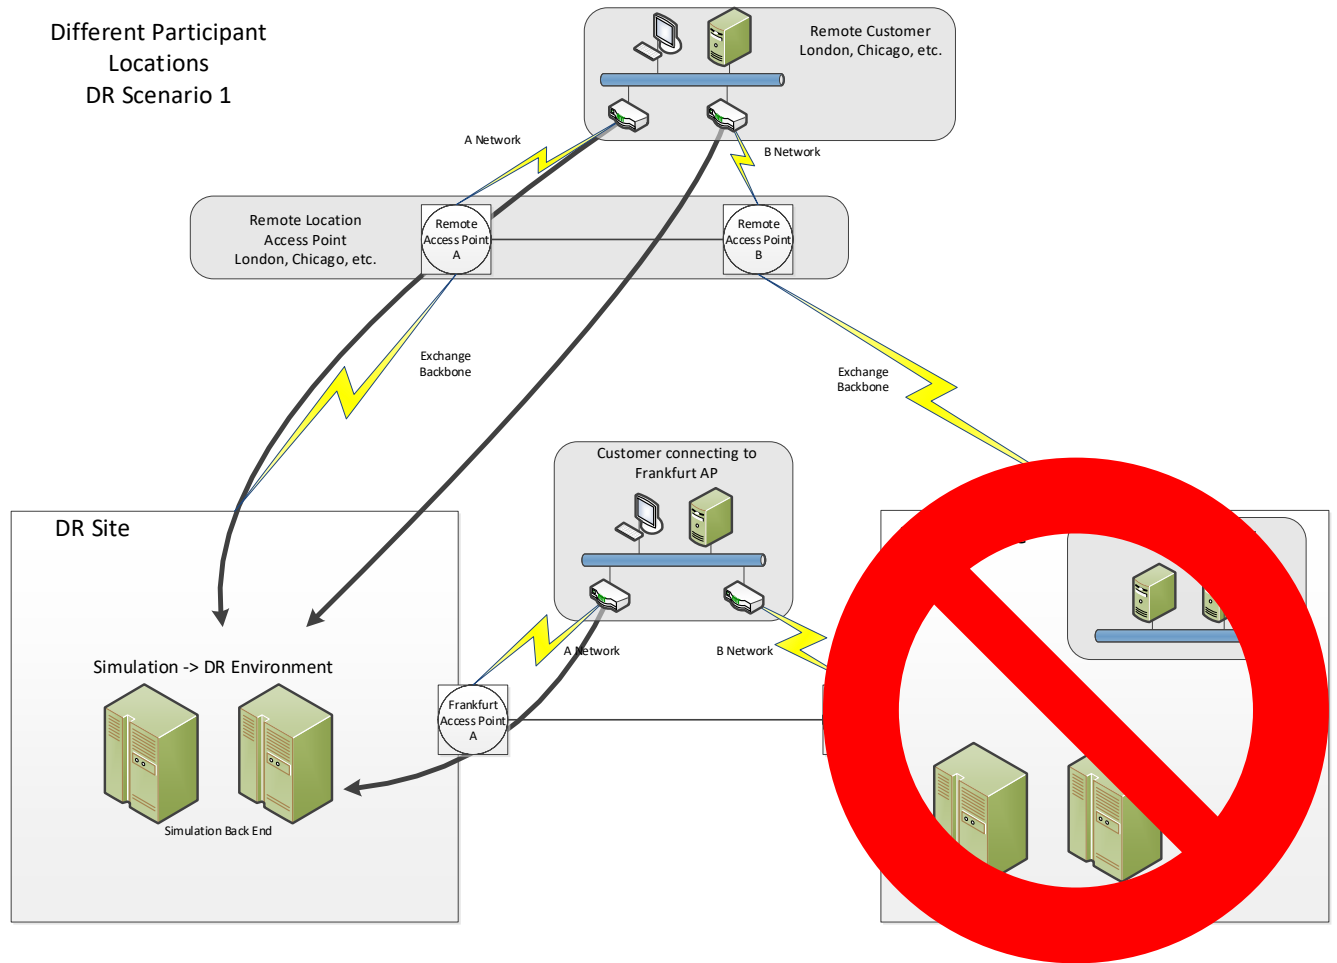 Different Participant
Locations
DR Scenario 1
Remote Customer
London, Chicago, etc.
A Network
B Network
Remote Location
Access Point
London, Chicago, etc.
Remote
Access Point
A
Remote
Access Point
B
Exchange
Backbone
Exchange
Backbone
Customer connecting to
Frankfurt AP
DR Site
A Network
B Network
Simulation -> DR Environment
Frankfurt
Access Point
A
Simulation Back End